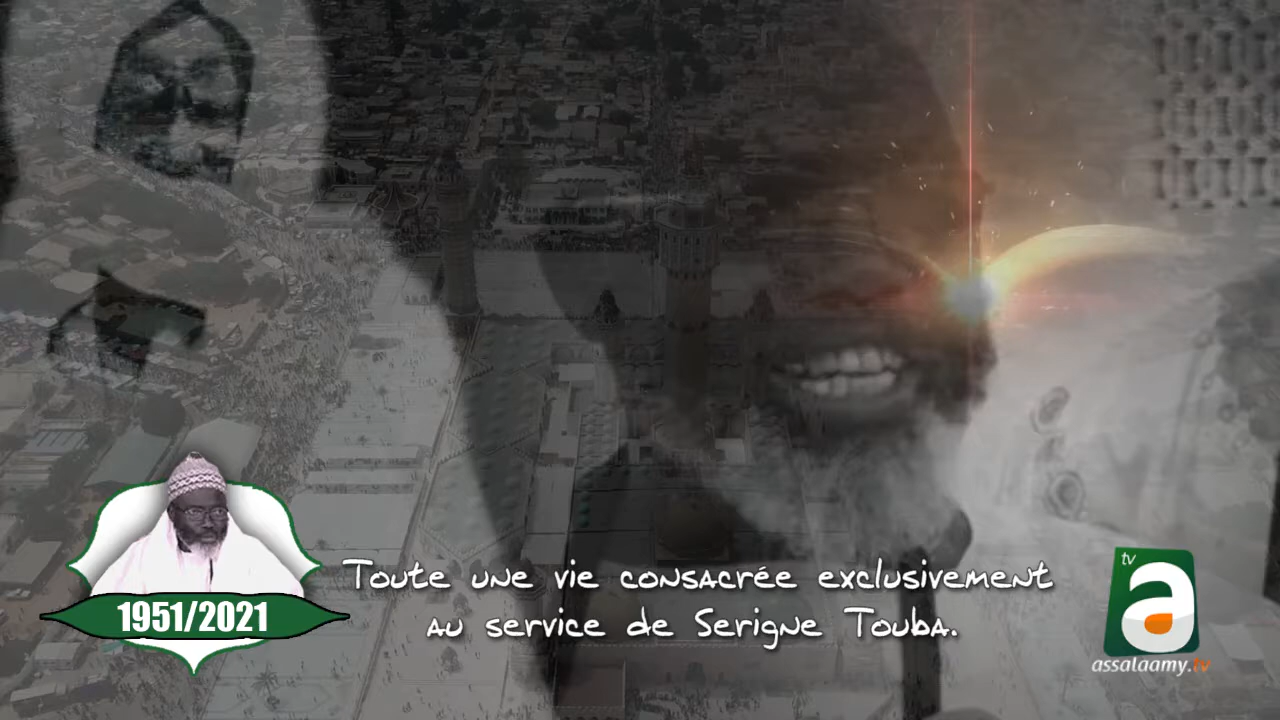 1951/2021
Toute une vie consacrée exclusivement
au service de Serigne Touba.
tv
a
assalaamy.tv